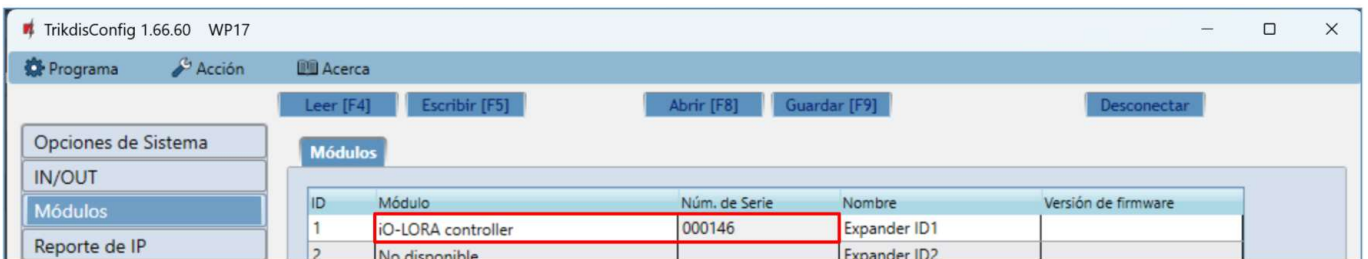 TrikdisConfig 1.66.60 WP17
Programa Acción Acerca
Leer [F4] Escribir [F5] Abrir [F8] Guardar [F9] Desconectar
Opciones de Sistema
IN/OUT
Módulos
Reporte de IP
Módulos
ID Módulo Núm. de Serie Nombre Versión de firmware
1 iO-LORA controller 000146 Expander ID1
2 No disponible Expander ID2